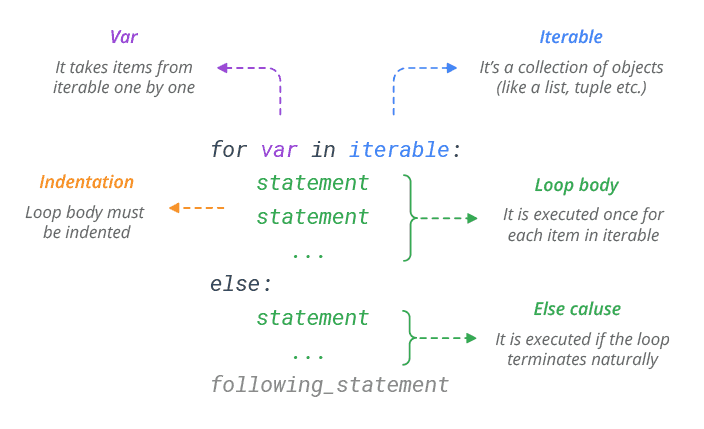 Var
It takes items from
iterable one by one
Iterable
It's a collection of objects
(like a list, tuple etc.)
for var in iterable:
Indentation
Loop body must
be indented
statement
statement
...
Loop body
It is executed once for
each item in iterable
else:
statement
...
Else caluse
It is executed if the loop
terminates naturally
following_statement